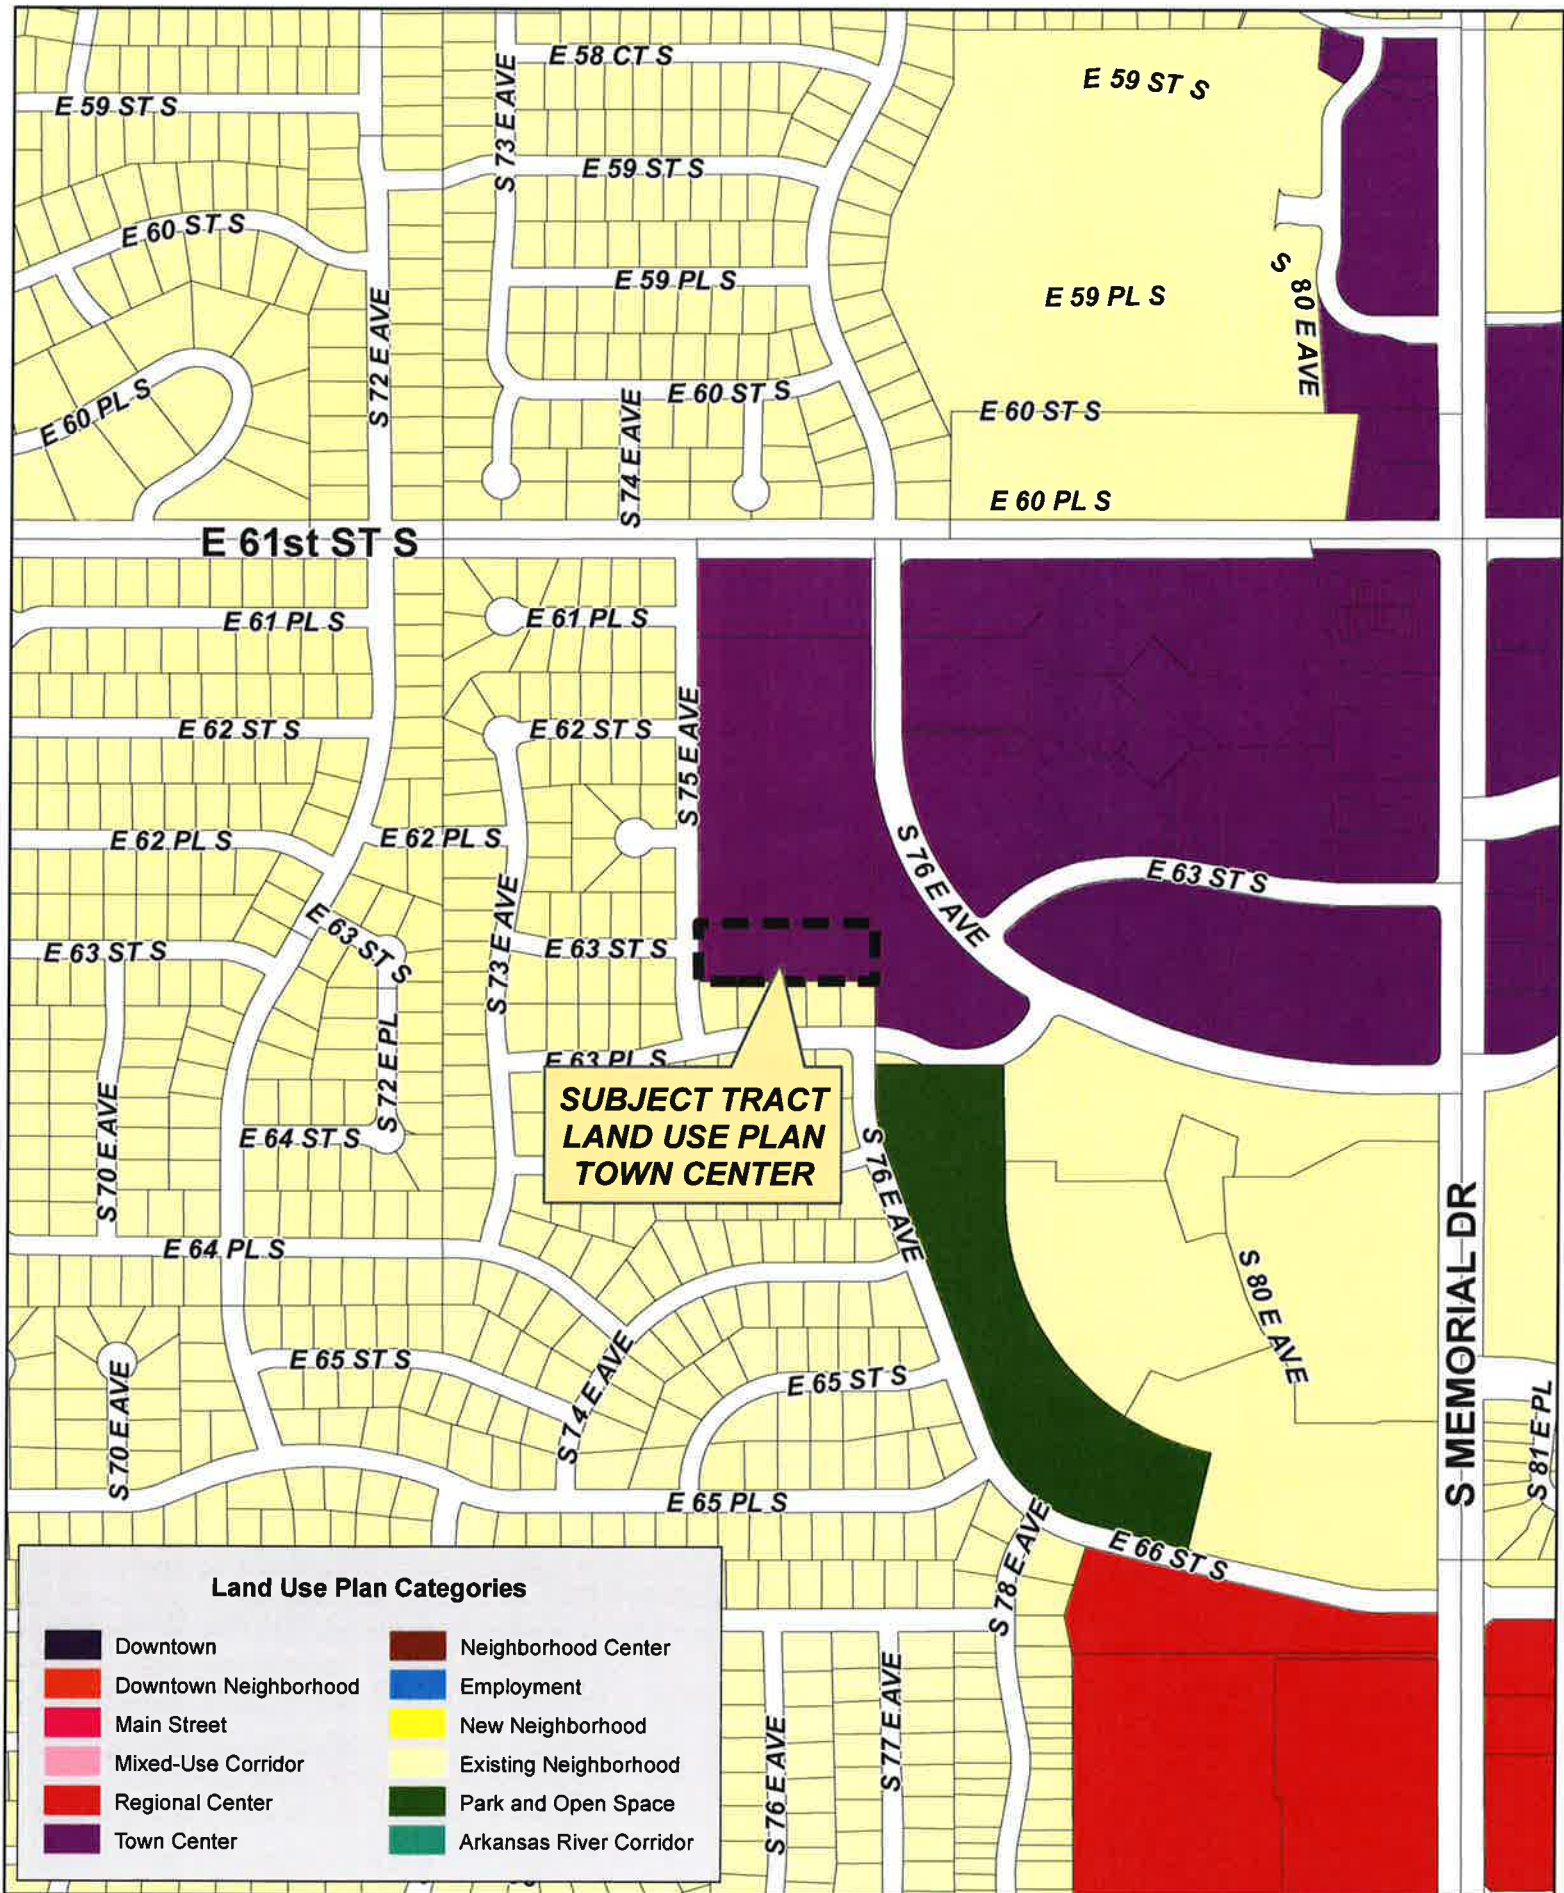 E 58 CT S
E 59 ST S
E 59 ST S
S 73 E AVE
E 59 ST S
E 60 ST S
E 59 PL S
E 59 PL S
S 80 E AVE
S 72 E AVE
E 60 PL S
E 60 ST S
S 74 E AVE
E 60 ST S
E 60 PL S
E 61st ST S
E 61 PL S
E 61 PL S
E 62 ST S
E 62 ST S
S 75 E AVE
E 62 PL S
E 62 PL S
S 76 E AVE
E 63 ST S
E 63 ST S
E 63 ST S
S 73 E AVE
E 63 ST S
S 72 E PL
E 63 PL S
SUBJECT TRACT
LAND USE PLAN
TOWN CENTER
S 70 E AVE
E 64 ST S
S 76 E AVE
E 64 PL S
S 80 E AVE
S MEMORIAL DR
E 65 ST S
S 74 E AVE
E 65 ST S
S 70 E AVE
S 81 E PL
E 65 PL S
S 78 E AVE
E 66 ST S
S 76 E AVE
S 77 E AVE
Land Use Plan Categories
Downtown
Downtown Neighborhood
Main Street
Mixed-Use Corridor
Regional Center
Town Center
Neighborhood Center
Employment
New Neighborhood
Existing Neighborhood
Park and Open Space
Arkansas River Corridor